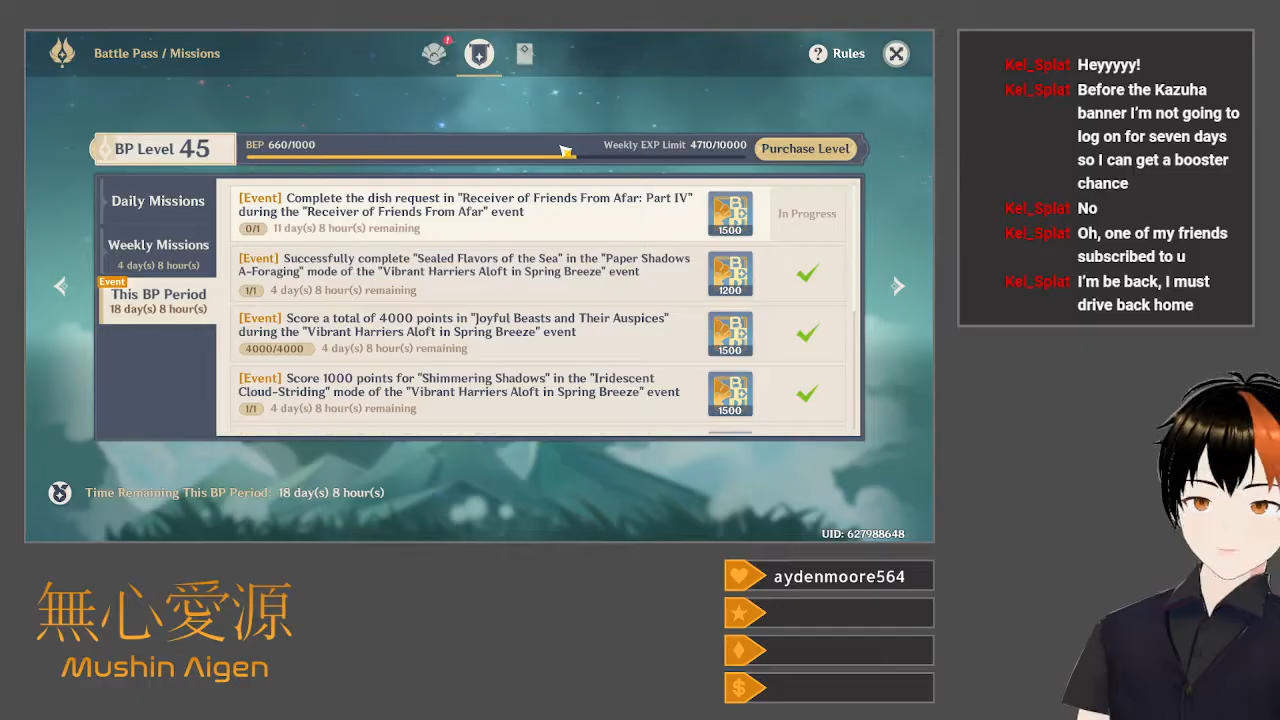 Battle Pass / Missions
!
? Rules
BP Level 45
BEP 660/1000
Weekly EXP Limit 4710/10000
Purchase Level
Daily Missions
Weekly Missions
4 day(s) 8 hour(s)
Event
This BP Period
18 day(s) 8 hour(s)
[Event] Complete the dish request in "Receiver of Friends From Afar: Part IV"
during the "Receiver of Friends From Afar" event
0/1 11 day(s) 8 hour(s) remaining
1500
In Progress
[Event] Successfully complete "Sealed Flavors of the Sea" in the "Paper Shadows
A-Foraging" mode of the "Vibrant Harriers Aloft in Spring Breeze" event
1/1 4 day(s) 8 hour(s) remaining
1200
[Event] Score a total of 4000 points in "Joyful Beasts and Their Auspices"
during the "Vibrant Harriers Aloft in Spring Breeze" event
4000/4000 4 day(s) 8 hour(s) remaining
1500
[Event] Score 1000 points for "Shimmering Shadows" in the "Iridescent
Cloud-Striding" mode of the "Vibrant Harriers Aloft in Spring Breeze" event
1/1 4 day(s) 8 hour(s) remaining
1500
Time Remaining This BP Period: 18 day(s) 8 hour(s)
UID: 627988648
Kel_Splat Heyyyyy!
Kel_Splat Before the Kazuha
banner I'm not going to
log on for seven days
so I can get a booster
chance
Kel_Splat No
Kel_Splat Oh, one of my friends
subscribed to u
Kel_Splat I'm be back, I must
drive back home
無心愛源
Mushin Aigen
aydenmoore564
$